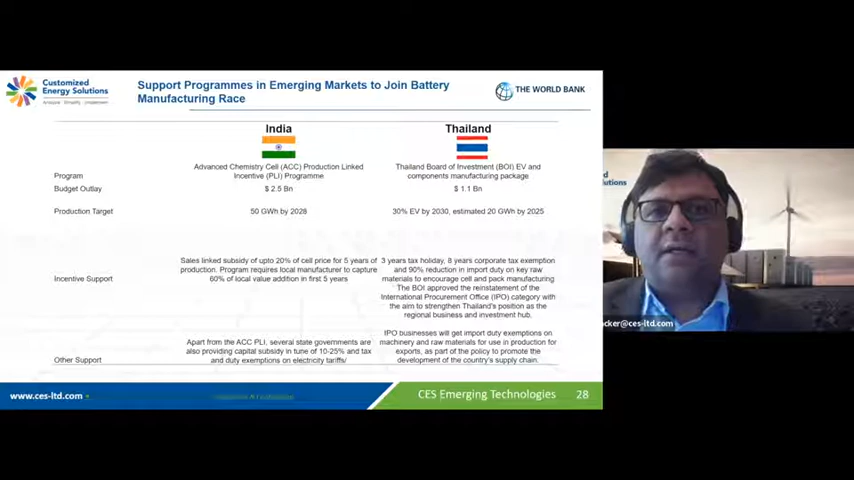 Customized
Energy Solutions
Analyze · Simplify · Implement
Support Programmes in Emerging Markets to Join Battery
Manufacturing Race
THE WORLD BANK
India
Thailand
Program
Advanced Chemistry Cell (ACC) Production Linked
Incentive (PLI) Programme
Thailand Board of Investment (BOI) EV and
components manufacturing package
Budget Outlay
$ 2.5 Bn
$ 1.1 Bn
Production Target
50 GWh by 2028
30% EV by 2030, estimated 20 GWh by 2025
Incentive Support
Sales linked subsidy of upto 20% of cell price for 5 years of
production. Program requires local manufacturer to capture
60% of local value addition in first 5 years
3 years tax holiday, 8 years corporate tax exemption
and 90% reduction in import duty on key raw
materials to encourage cell and pack manufacturing
The BOI approved the reinstatement of the
International Procurement Office (IPO) category with
the aim to strengthen Thailand's position as the
regional business and investment hub.
Other Support
Apart from the ACC PLI, several state governments are
also providing capital subsidy in tune of 10-25% and tax
and duty exemptions on electricity tariffs/
IPO businesses will get import duty exemptions on
machinery and raw materials for use in production for
exports, as part of the policy to promote the
development of the country's supply chain.
www.ces-ltd.com
CES Emerging Technologies
28
utions
cker@ces-ltd.com